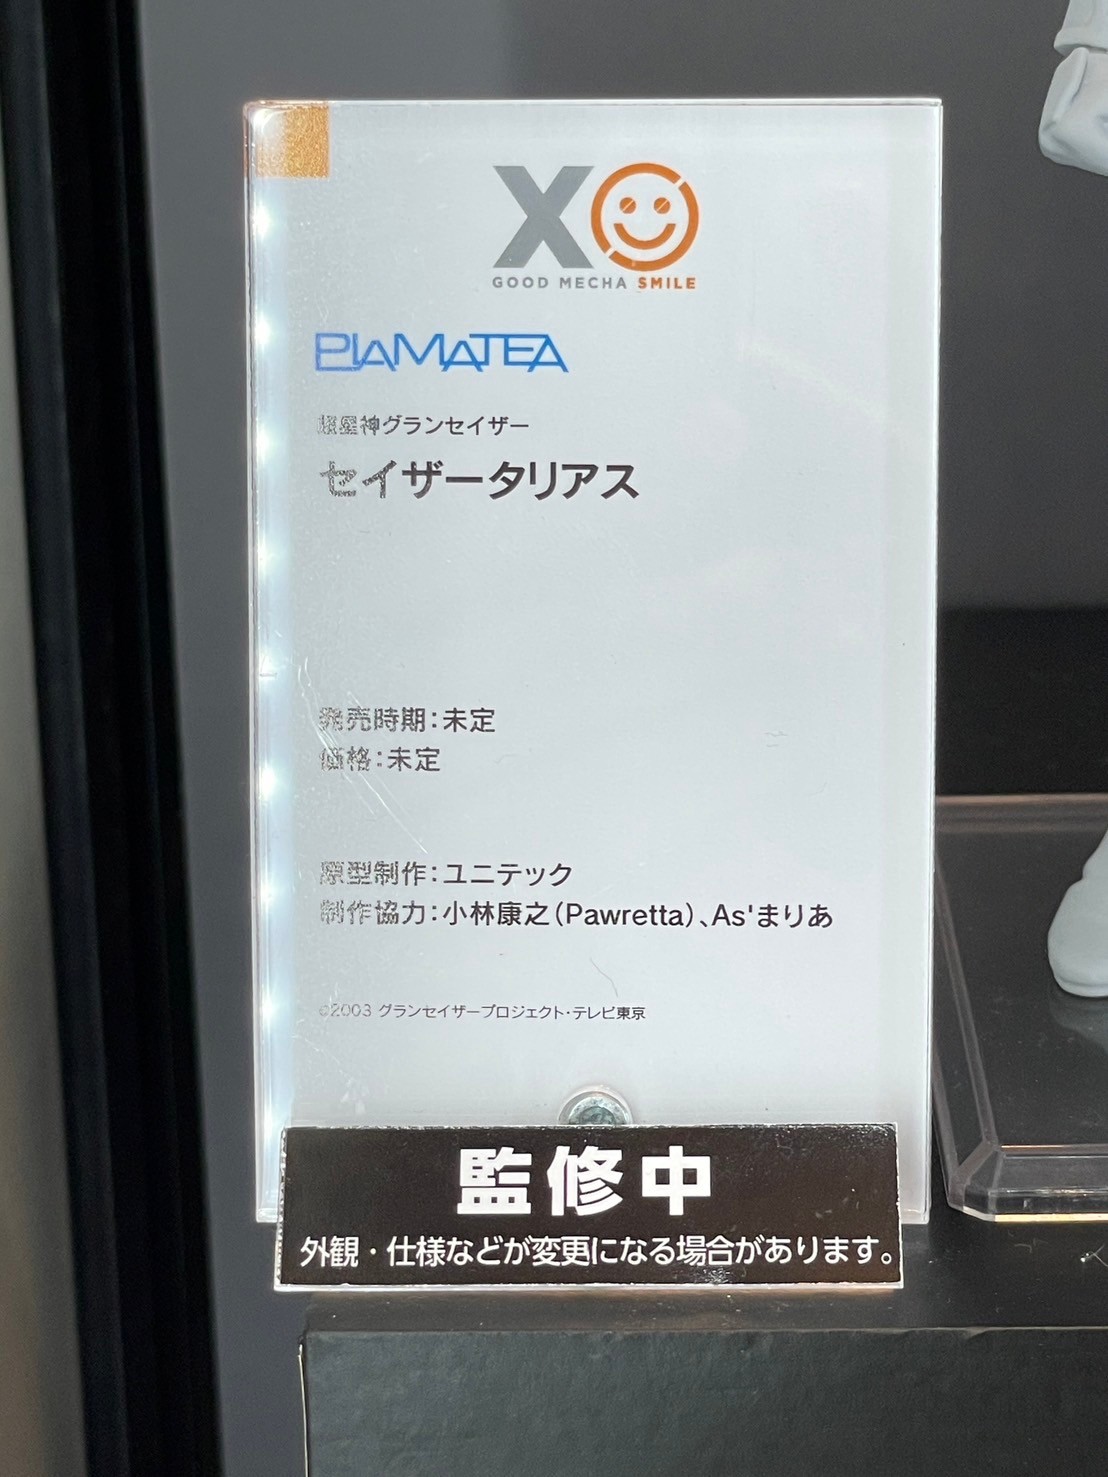 XO
GOOD MECHA SMILE
PLAMATEA
超星神グランセイザー
セイザータリアス
発売時期：未定
価格：未定
原型制作：ユニテック
制作協力：小林康之（Pawretta）、As'まりあ
©2003 グランセイザープロジェクト・テレビ東京
監修中
外観・仕様などが変更になる場合があります。